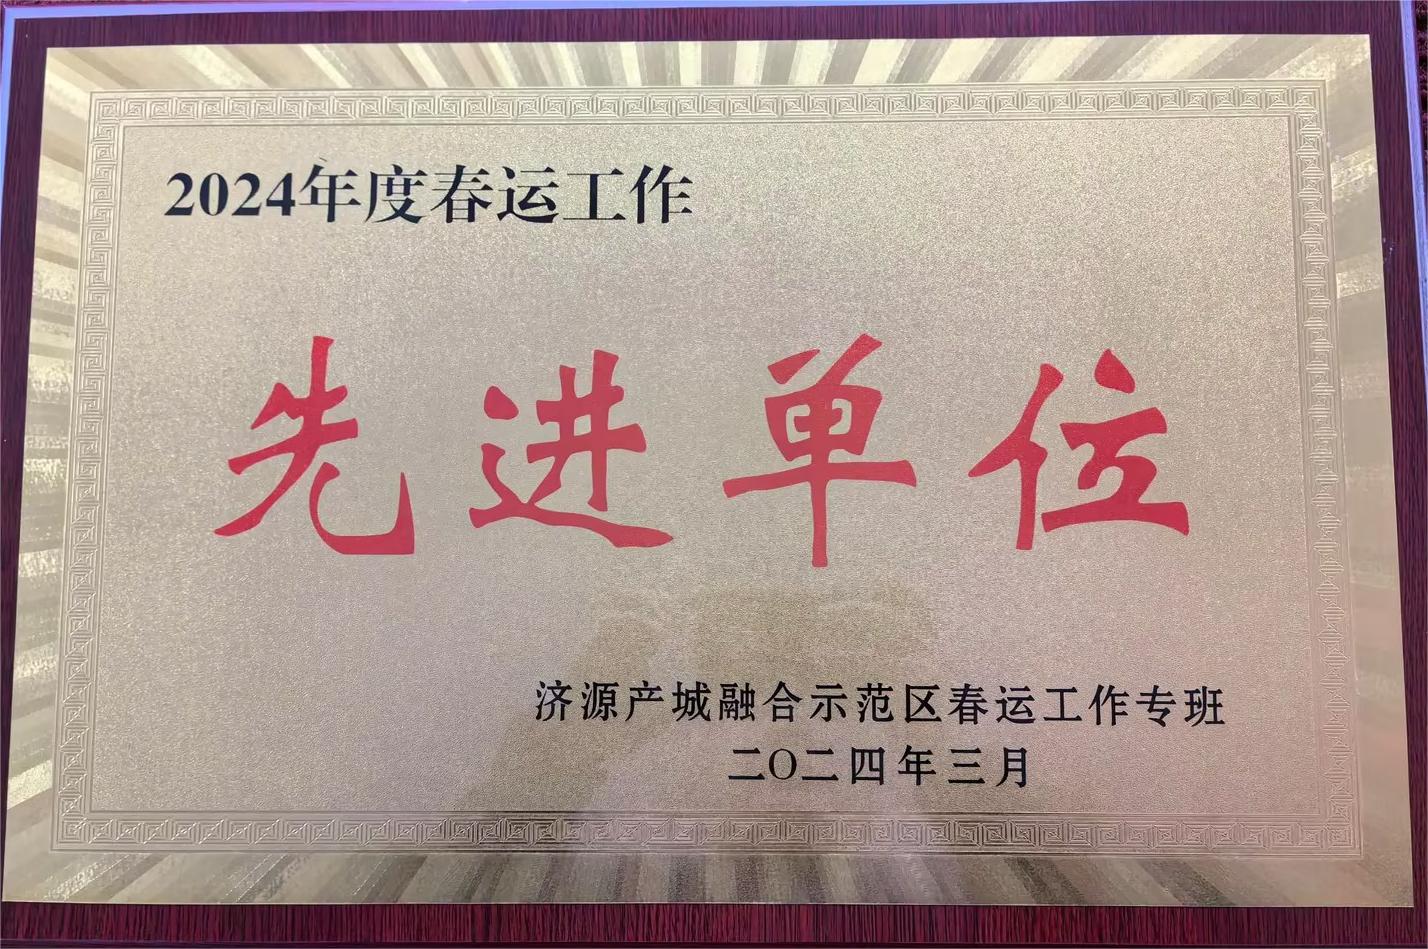 2024年度春运工作
先进单位
济源产城融合示范区春运工作专班
二〇二四年三月